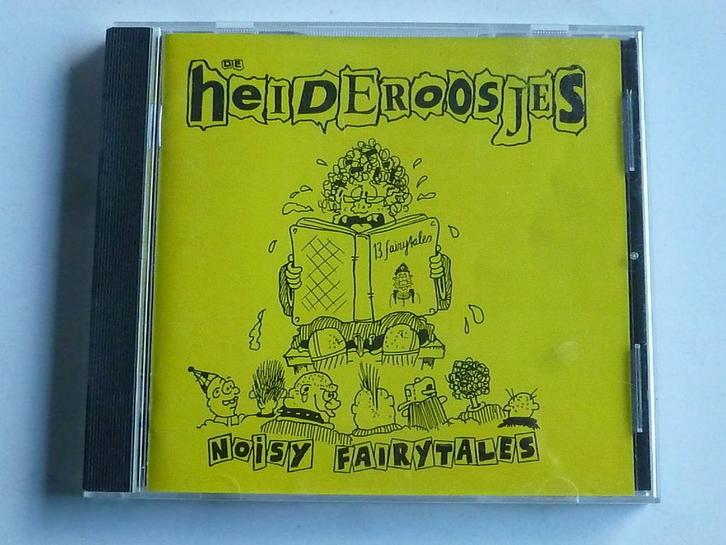 DE
heiDEROOSJES
13 fairytales
NOiSY FAIRYTALES